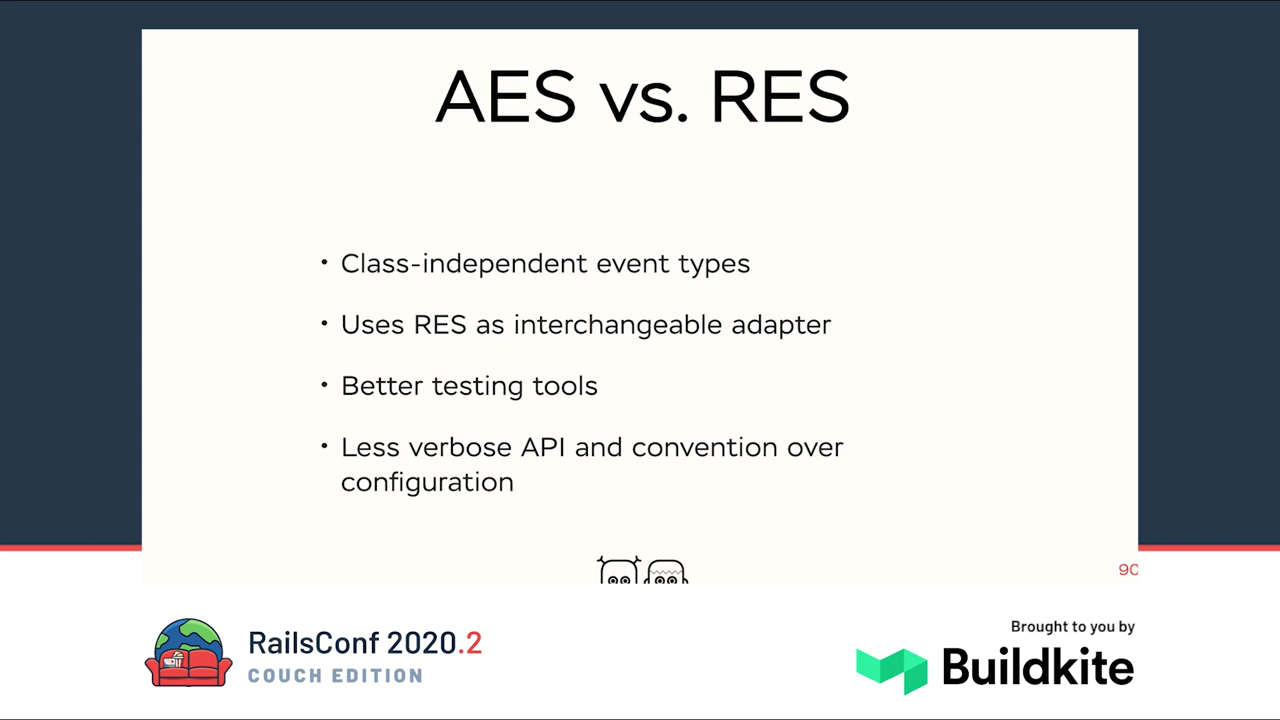 AES vs. RES
• Class-independent event types
• Uses RES as interchangeable adapter
• Better testing tools
• Less verbose API and convention over
configuration
90
RailsConf 2020.2
COUCH EDITION
Brought to you by
Buildkite